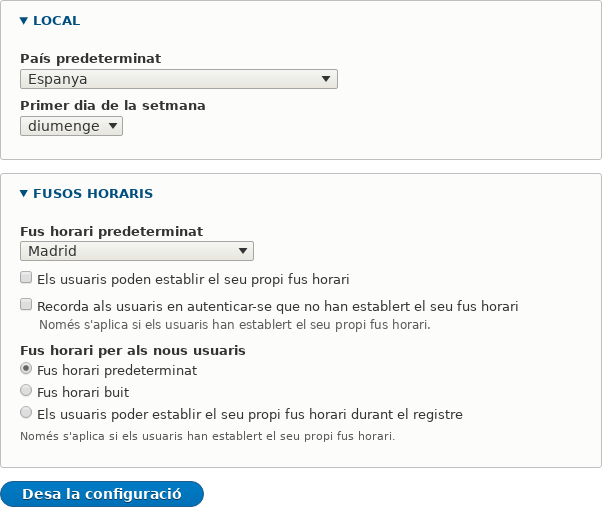 LOCAL
País predeterminat
Espanya
Primer dia de la setmana
diumenge
FUSOS HORARIS
Fus horari predeterminat
Madrid
Els usuaris poden establir el seu propi fus horari
Recorda als usuaris en autenticar-se que no han establert el seu fus horari
Només s'aplica si els usuaris han establert el seu propi fus horari.
Fus horari per als nous usuaris
Fus horari predeterminat
Fus horari buit
Els usuaris poder establir el seu propi fus horari durant el registre
Només s'aplica si els usuaris han establert el seu propi fus horari.
Desa la configuració